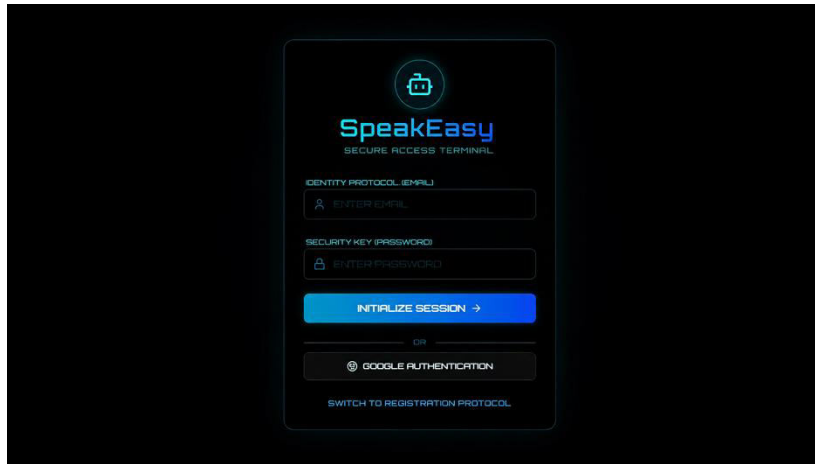 SpeakEasy
SECURE ACCESS TERMINAL
IDENTITY PROTOCOL (EMAIL)
ENTER EMAIL
SECURITY KEY (PASSWORD)
ENTER PASSWORD
INITIALIZE SESSION →
OR
GOOGLE AUTHENTICATION
SWITCH TO REGISTRATION PROTOCOL